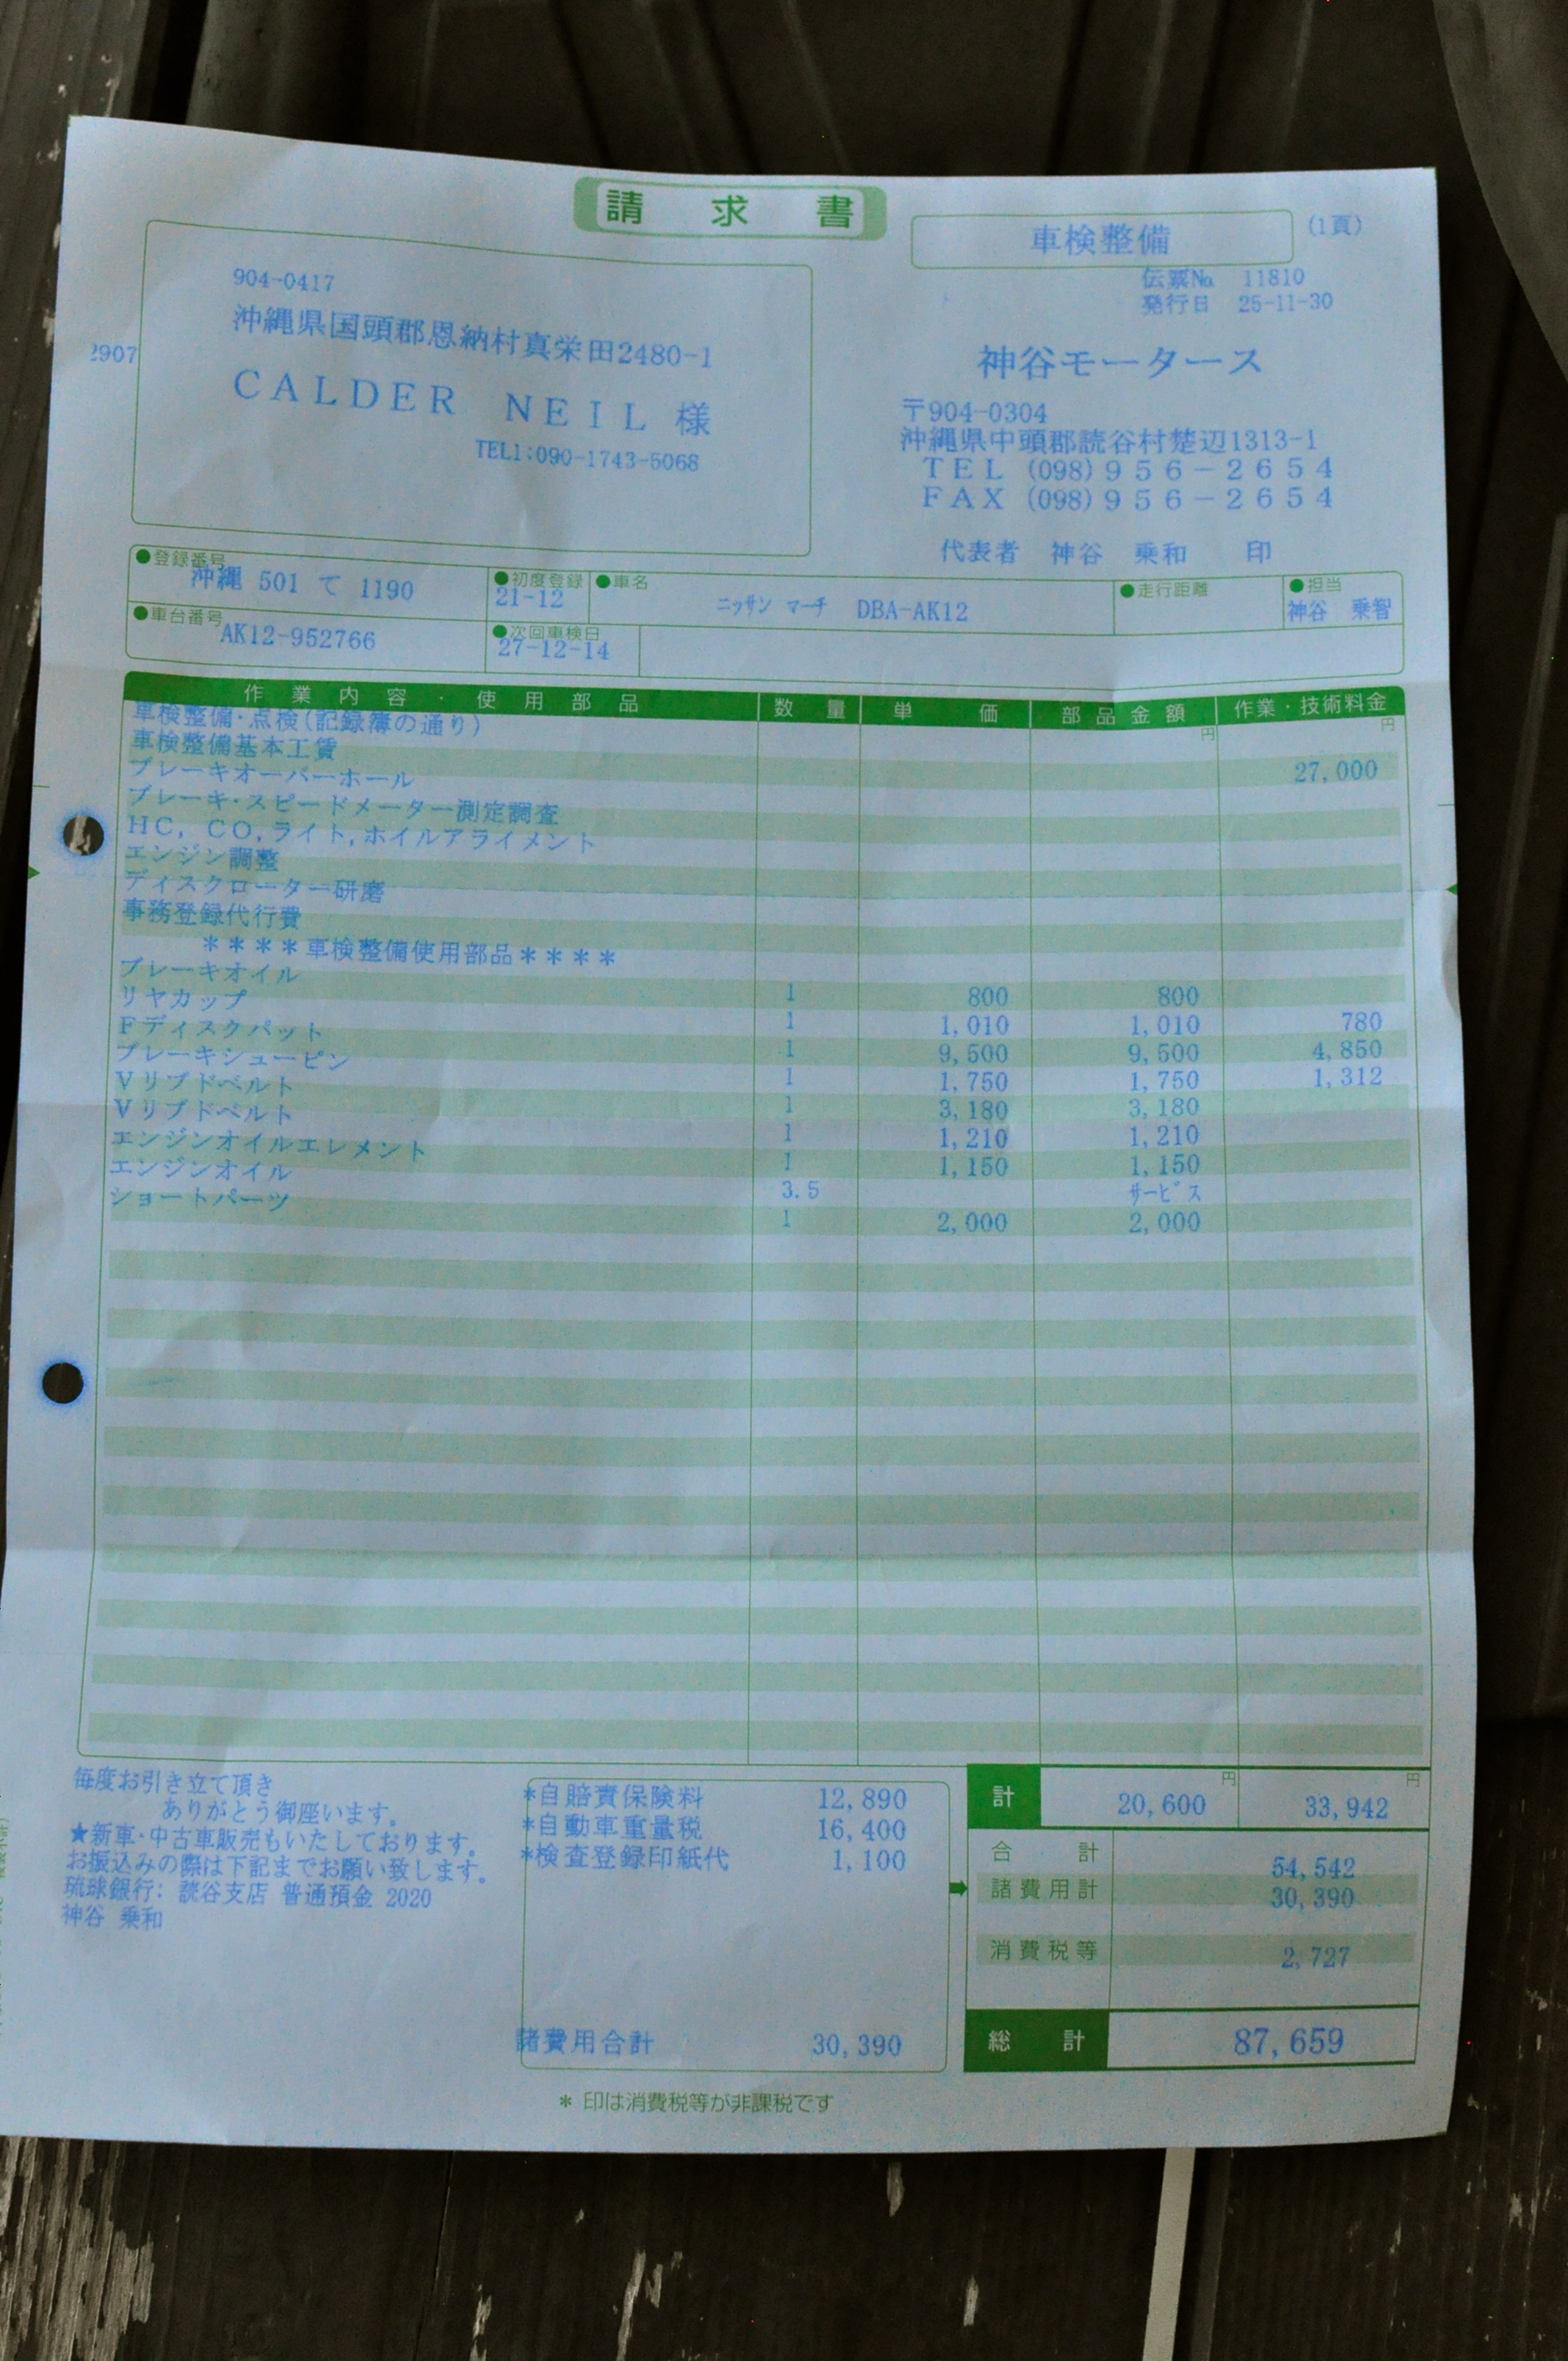 請求書
車検整備 (1頁)
伝票№ 11810
発行日 25-11-30
904-0417
沖縄県国頭郡恩納村真栄田2480-1
2907
CALDER NEIL 様
TEL1:090-1743-5068
神谷モータース
〒904-0304
沖縄県中頭郡読谷村楚辺1313-1
TEL (098)956-2654
FAX (098)956-2654
代表者 神谷 乗和 印
●登録番号 沖縄 501 て 1190 ●初度登録 21-12 ●車名 ニッサン マーチ DBA-AK12 ●走行距離 ●担当 神谷 乗智
●車台番号 AK12-952766 ●次回車検日 27-12-14
作業内容・使用部品 数量 単価 部品金額 作業・技術料金
円 円
車検整備・点検(記録簿の通り)
車検整備基本工賃 27,000
ブレーキオーバーホール
ブレーキ・スピードメーター測定調査
HC, CO,ライト,ホイルアライメント
エンジン調整
ディスクローター研磨
事務登録代行費
****車検整備使用部品****
ブレーキオイル 1 800 800
リヤカップ 1 1,010 1,010 780
Fディスクパット 1 9,500 9,500 4,850
ブレーキシューピン 1 1,750 1,750 1,312
Vリブドベルト 1 3,180 3,180
Vリブドベルト 1 1,210 1,210
エンジンオイルエレメント 1 1,150 1,150
エンジンオイル 3.5 サービス
ショートパーツ 1 2,000 2,000
毎度お引き立て頂き
ありがとう御座います。
★新車・中古車販売もいたしております。
お振込みの際は下記までお願い致します。
琉球銀行: 読谷支店 普通預金 2020
神谷 乗和
*自賠責保険料 12,890
*自動車重量税 16,400
*検査登録印紙代 1,100
諸費用合計 30,390
計 円 20,600 円 33,942
合計 54,542
諸費用計 30,390
消費税等 2,727
総計 87,659
* 印は消費税等が非課税です